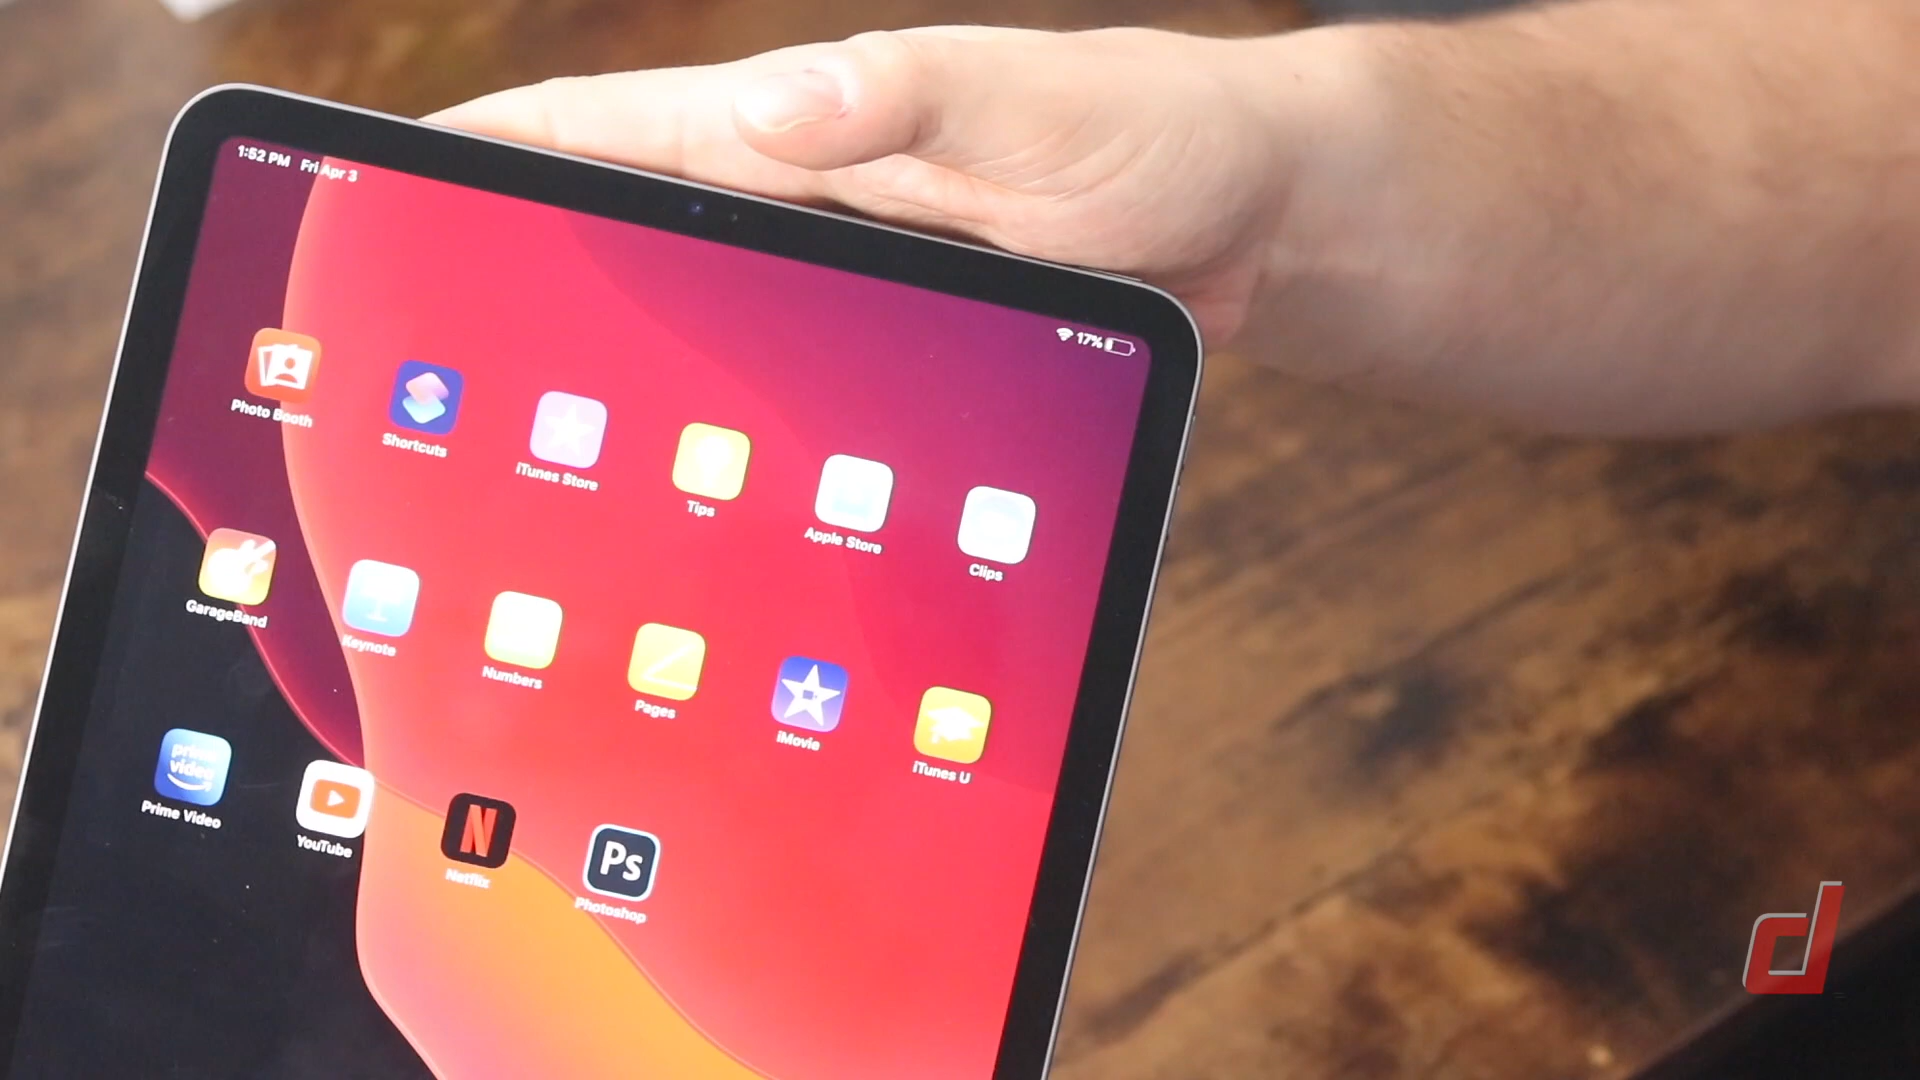 1:52 PM Fri Apr 3
17%
Photo Booth
Shortcuts
iTunes Store
Tips
Apple Store
Clips
GarageBand
Keynote
Numbers
Pages
iMovie
iTunes U
prime
video
Prime Video
YouTube
N
Netflix
Ps
Photoshop
d